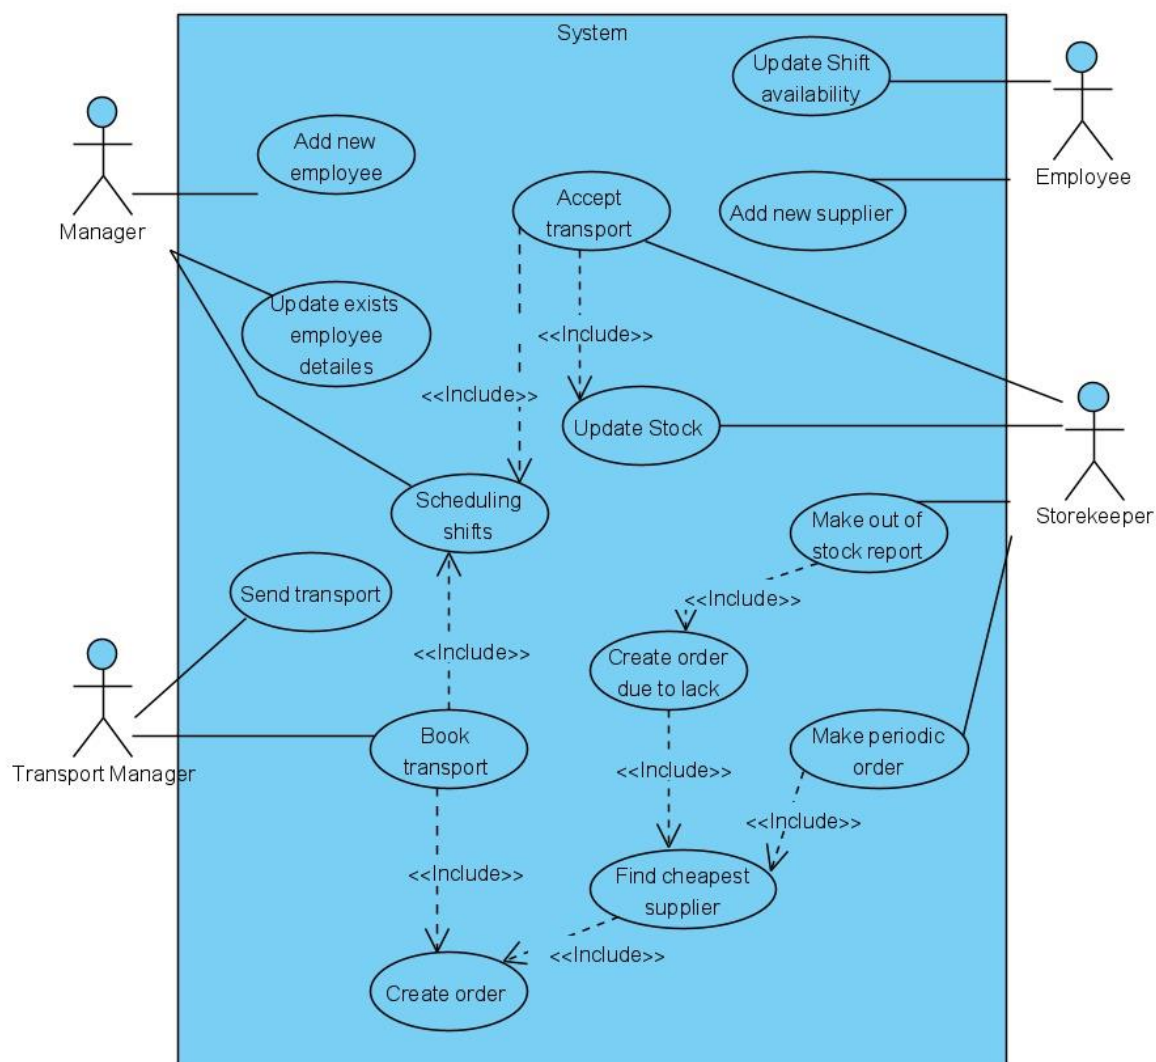 System
Update Shift
availability
Employee
Add new
employee
Manager
Accept
transport
Add new supplier
Update exists
employee
detailes
<<Include>>
<<Include>>
Update Stock
Storekeeper
Scheduling
shifts
Make out of
stock report
Send transport
<<Include>>
<<Include>>
Create order
due to lack
Transport Manager
Book
transport
Make periodic
order
<<Include>>
<<Include>>
<<Include>>
Find cheapest
supplier
<<Include>>
Create order